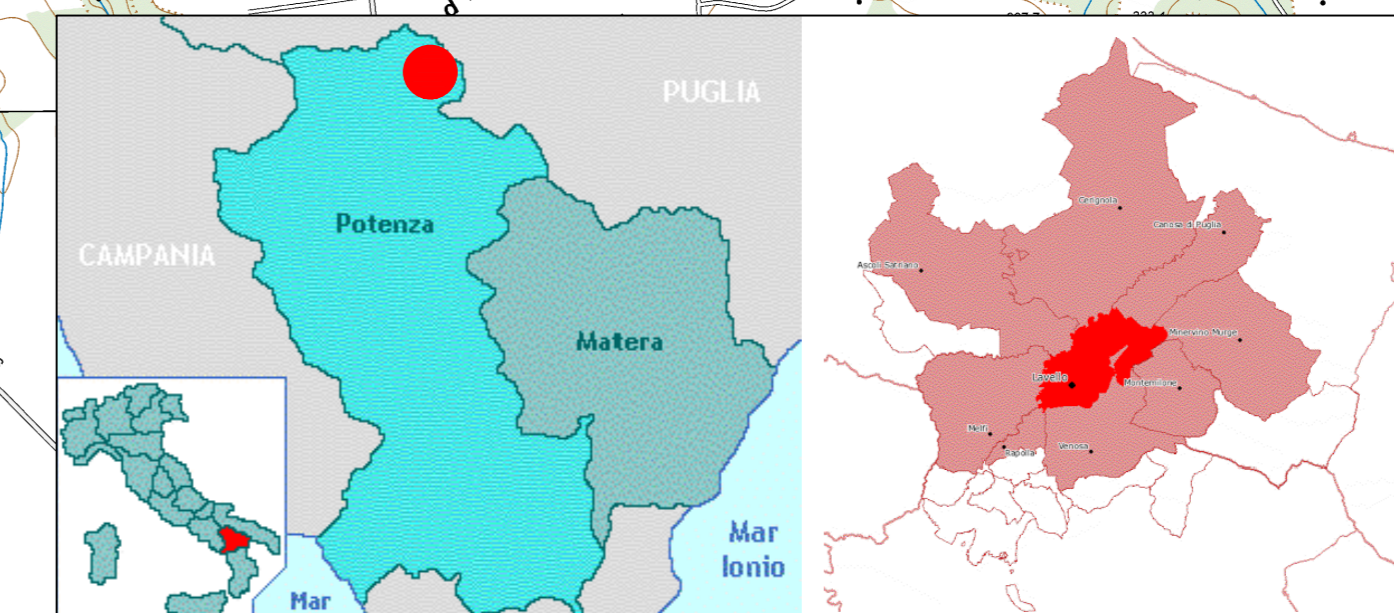 PUGLIA
Potenza
CAMPANIA
Matera
Mar
Ionio
Mar
Cerignola
Canosa di Puglia
Ascoli Satriano
Minervino Murge
Lavello
Montemilone
Melfi
Rapolla
Venosa